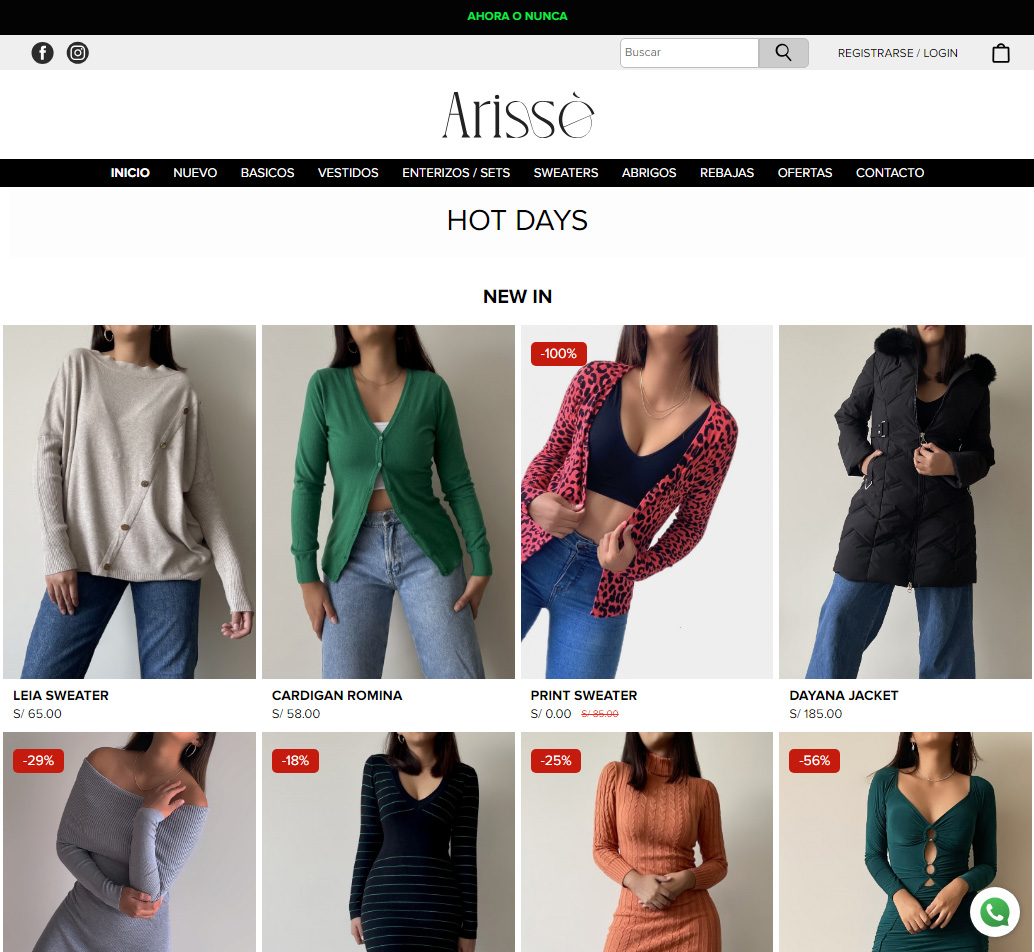 AHORA O NUNCA
Buscar
REGISTRARSE / LOGIN
Arissè
INICIO NUEVO BASICOS VESTIDOS ENTERIZOS / SETS SWEATERS ABRIGOS REBAJAS OFERTAS CONTACTO
HOT DAYS
NEW IN
-100%
LEIA SWEATER
S/ 65.00
CARDIGAN ROMINA
S/ 58.00
PRINT SWEATER
S/ 0.00 S/ 85.00
DAYANA JACKET
S/ 185.00
-29%
-18%
-25%
-56%